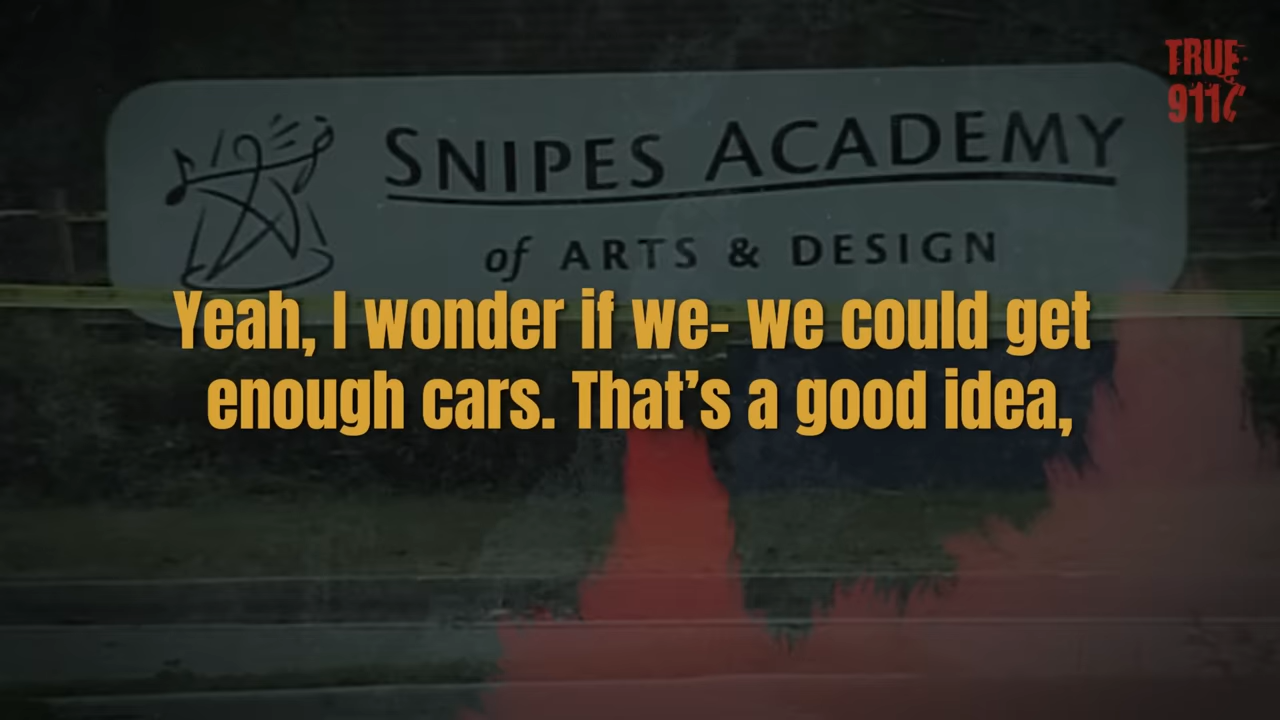 TRUE
911
SNIPES ACADEMY
of ARTS & DESIGN
Yeah, I wonder if we- we could get
enough cars. That’s a good idea,